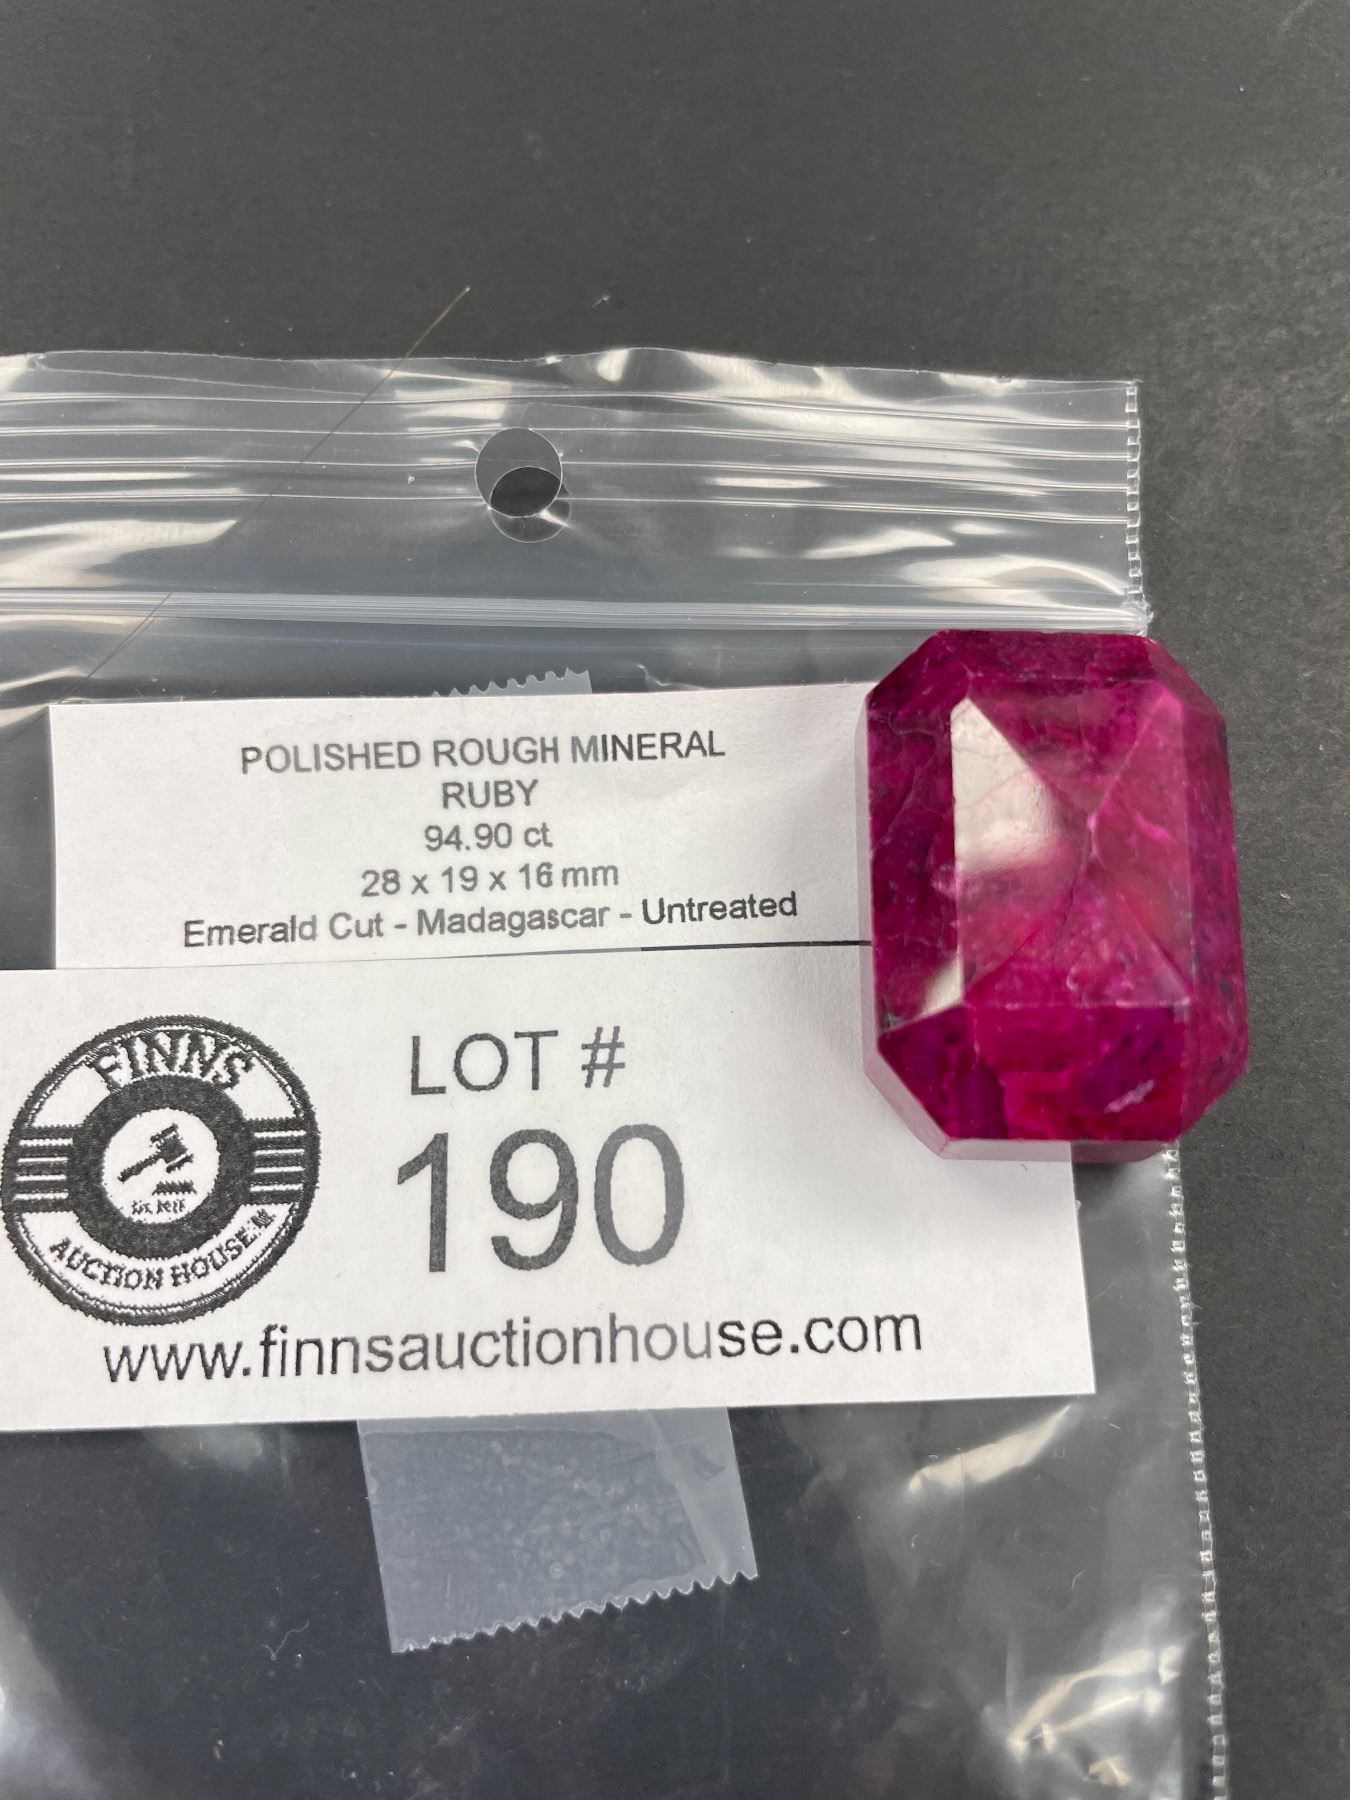 POLISHED ROUGH MINERAL
RUBY
94.90 ct
28 x 19 x 16 mm
Emerald Cut - Madagascar - Untreated
FINNS
AUCTION HOUSE
LOT #
190
www.finnsauctionhouse.com